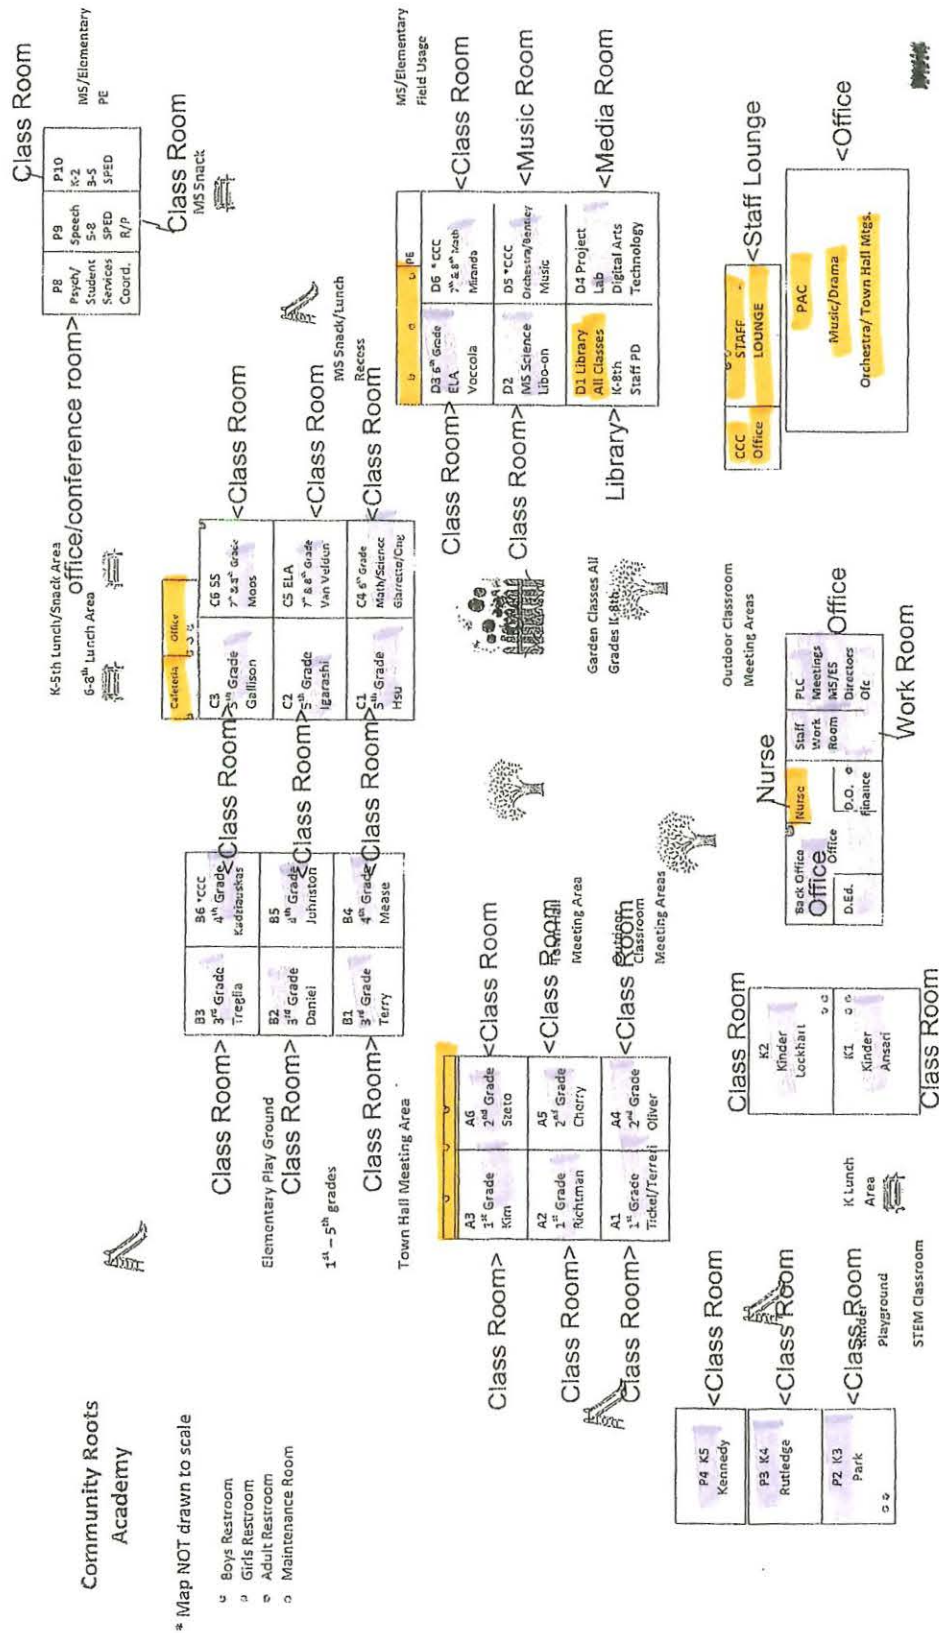 Community Roots
Academy
* Map NOT drawn to scale
Boys Restroom
Girls Restroom
Adult Restroom
Maintenance Room
Elementary Play Ground
1st – 5th grades
Town Hall Meeting Area
Class Room>
Class Room>
Class Room>
B3
3rd Grade
Treglia
B6 *CCC
4th Grade
Kadziauskas
B2
3rd Grade
Daniel
B5
4th Grade
Johnston
B1
3rd Grade
Terry
B4
4th Grade
Mease
<Class Room
<Class Room
<Class Room
K-5th Lunch/Snack Area
6-8th Lunch Area
office/conference room>
Cafeteria
Office
C3
5th Grade
Gallison
C6 SS
7th & 8th Grade
Moos
C2
5th Grade
Igarashi
C5 ELA
7th & 8th Grade
Van Veldun
C1
5th Grade
Hsu
C4 6th Grade
Math/Science
<Class Room
<Class Room
<Class Room
MS Snack/Lunch
Recess
P8
Psych/
Student
Services
Coord.
P9
Speech
5-8
SPED
R/P
P10
K-2
3-5
SPED
Class Room
MS/Elementary
PE
Class Room
MS Snack
Class Room>
Class Room>
Class Room>
A3
1st Grade
Kim
A6
2nd Grade
Szeto
A2
1st Grade
Richtman
A5
2nd Grade
Cherry
A1
1st Grade
Tickel/Terreri
A4
2nd Grade
Oliver
<Class Room
<Class Room
Town Hall
Meeting Area
<Class Room
Outdoor
Classroom
Meeting Areas
Garden Classes All
Grades K-8th
Outdoor Classroom
Meeting Areas
MS/Elementary
Field Usage
Class Room>
Class Room>
Library>
PE
D3 6th Grade
ELA
Voccola
D6 *CCC
7th & 8th Math
Miranda
D2
MS Science
Libo-on
D5 *CCC
Orchestra/Bentley
Music
D1 Library
All Classes
K-8th
Staff PD
D4 Project
Lab
Digital Arts
Technology
<Class Room
<Music Room
<Media Room
P4 K5
Kennedy
P3 K4
Rutledge
P2 K3
Park
<Class Room
<Class Room
<Class Room
Kinder
Playground
STEM Classroom
K Lunch
Area
Class Room
K2
Kinder
Lockhart
K1
Kinder
Ansari
Class Room
Nurse
Back Office
Office
Office
Nurse
D.Ed.
D.O.
Finance
Staff
Work
Room
PLC
Meetings
MS/ES
Directors
Ofc
Office
Work Room
CCC
Office
STAFF
LOUNGE
<Staff Lounge
PAC
Music/Drama
Orchestra/ Town Hall Mtgs.
<Office